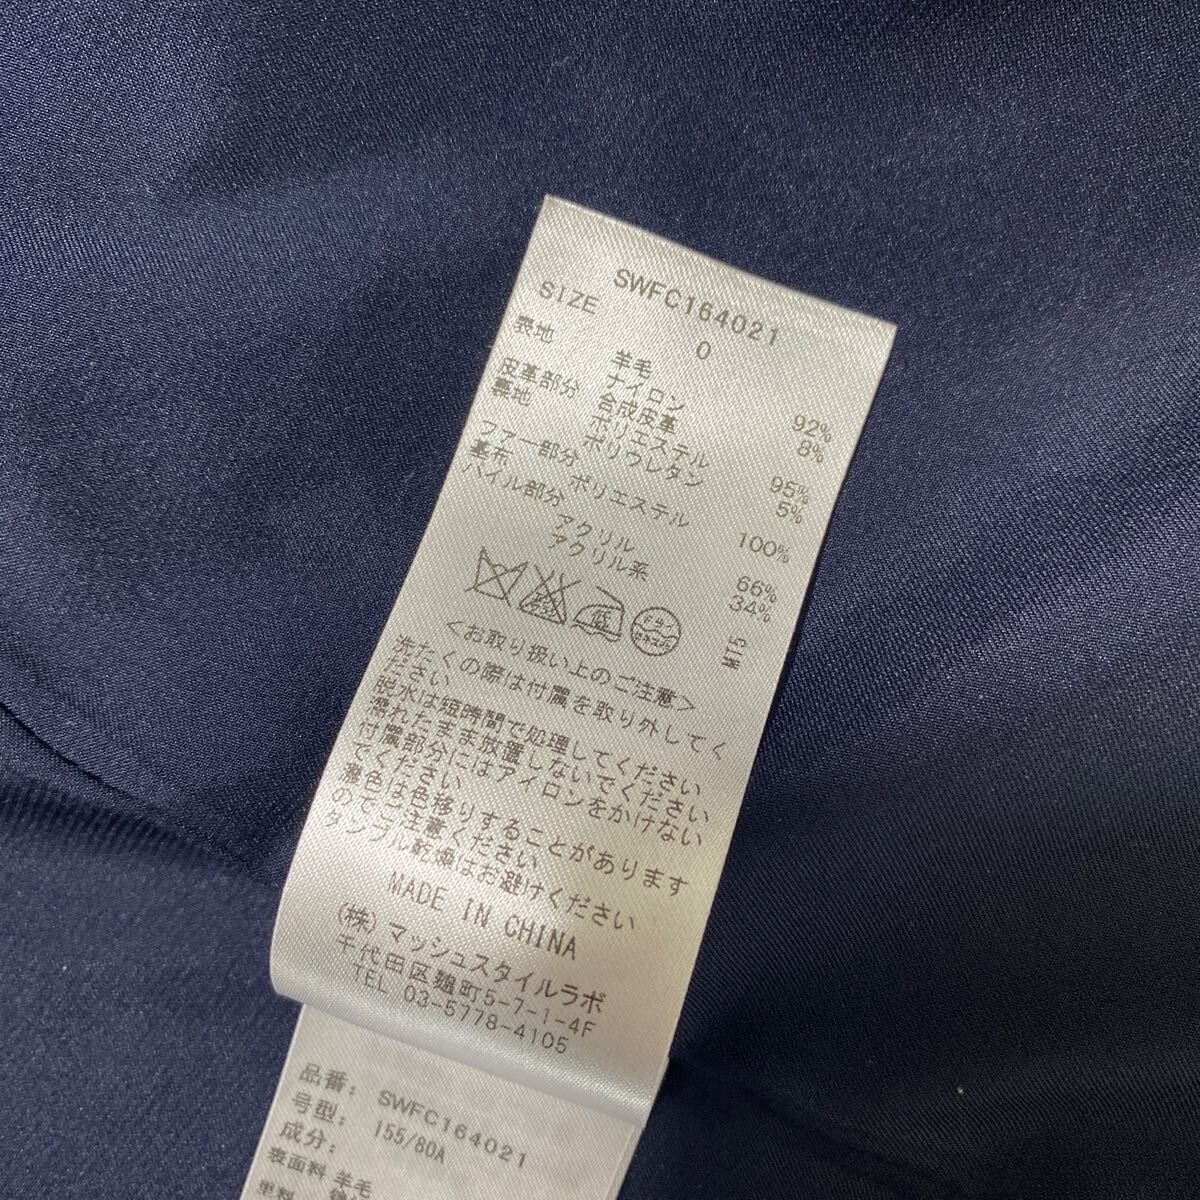 SWFC164021
SIZE 0
表地 羊毛 92%
ナイロン 8%
皮革部分 合成皮革
裏地 ポリエステル 95%
ポリウレタン 5%
ファー部分
基布 ポリエステル 100%
パイル部分
アクリル 66%
アクリル系 34%
低
ドライ
15 W
<お取り扱い上のご注意>
洗たくの際は付属を取り外してく
ださい
脱水は短時間で処理してください
濡れたまま放置しないでください
付属部分にはアイロンをかけない
でください
濃色は色移りすることがあります
のでご注意ください
タンブル乾燥はお避けください
MADE IN CHINA
(株) マッシュスタイルラボ
千代田区麹町5-7-1-4F
TEL 03-5778-4105
品番: SWFC164021
号型: 155/80A
成分:
表面料 羊毛